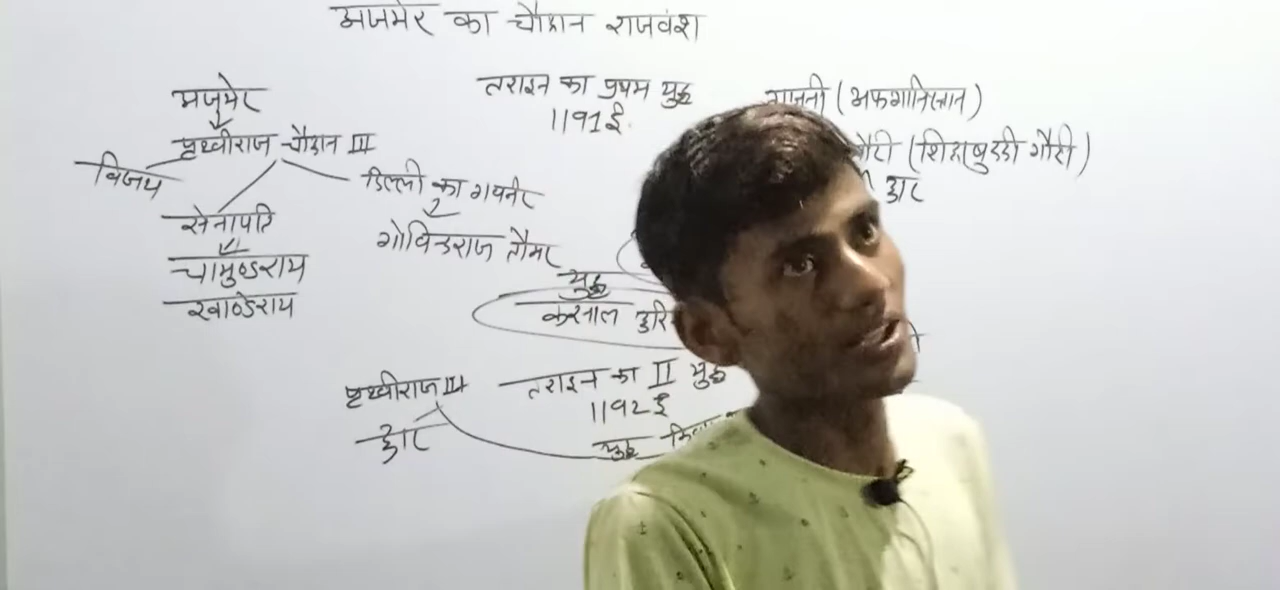 अजमेर का चौहान राजवंश
तराइन का प्रथम युद्ध
1191 ई.
अजमेर
पृथ्वीराज चौहान III
विजय
सेनापति
चामुण्डराय
खाण्डेराय
दिल्ली का गवर्नर
गोविन्दराज तौमर
गजनी (अफगानिस्तान)
गौरी (शिहाबुद्दी गौरी)
हार
युद्ध
करनाल हरि
पृथ्वीराज III
हार
तराइन का II युद्ध
1192 ई
युद्ध